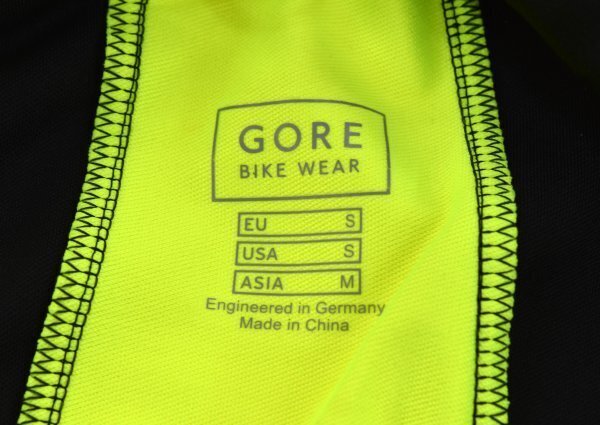 GORE
BIKE WEAR
EU S
USA S
ASIA M
Engineered in Germany
Made in China